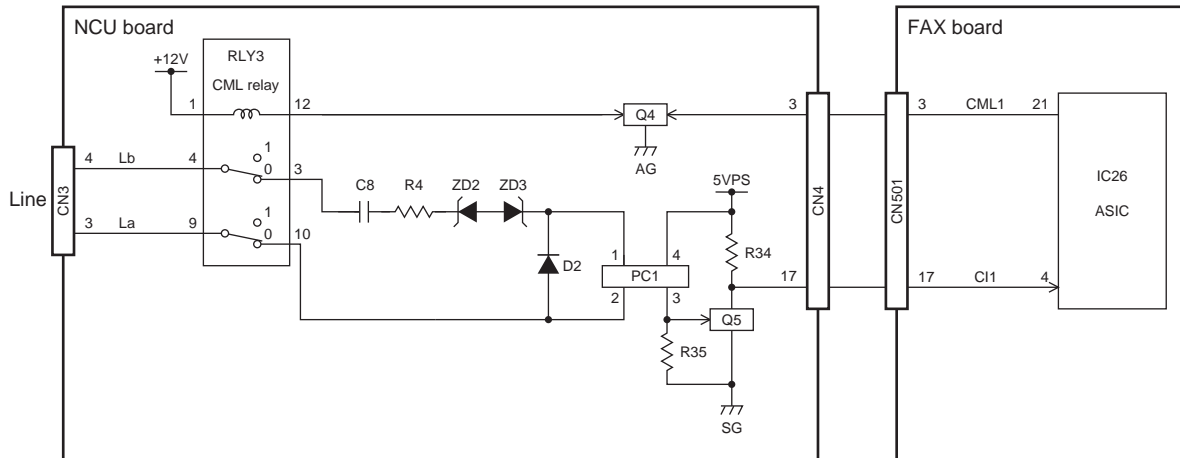 NCU board
FAX board
+12V
RLY3
CML relay
1
12
Q4
AG
3
3
CML1
21
4
Lb
4
1
0
3
C8
R4
ZD2
ZD3
5VPS
Line
CN3
CN4
CN501
IC26
ASIC
3
La
9
1
0
10
D2
1
4
PC1
2
3
R34
17
17
CI1
4
Q5
R35
SG